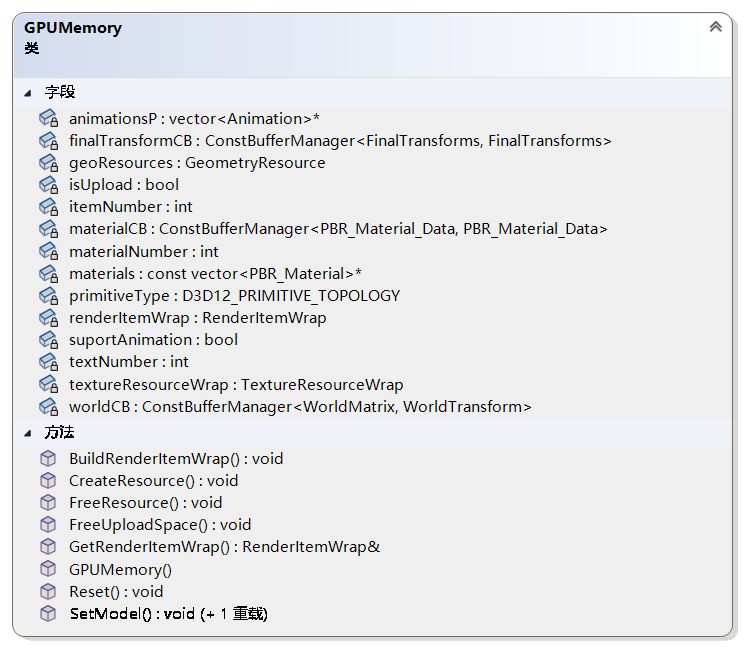 GPUMemory
类
字段
animationsP : vector<Animation>*
finalTransformCB : ConstBufferManager<FinalTransforms, FinalTransforms>
geoResources : GeometryResource
isUpload : bool
itemNumber : int
materialCB : ConstBufferManager<PBR_Material_Data, PBR_Material_Data>
materialNumber : int
materials : const vector<PBR_Material>*
primitiveType : D3D12_PRIMITIVE_TOPOLOGY
renderItemWrap : RenderItemWrap
suportAnimation : bool
textNumber : int
textureResourceWrap : TextureResourceWrap
worldCB : ConstBufferManager<WorldMatrix, WorldTransform>
方法
BuildRenderItemWrap() : void
CreateResource() : void
FreeResource() : void
FreeUploadSpace() : void
GetRenderItemWrap() : RenderItemWrap&
GPUMemory()
Reset() : void
SetModel() : void (+ 1 重载)